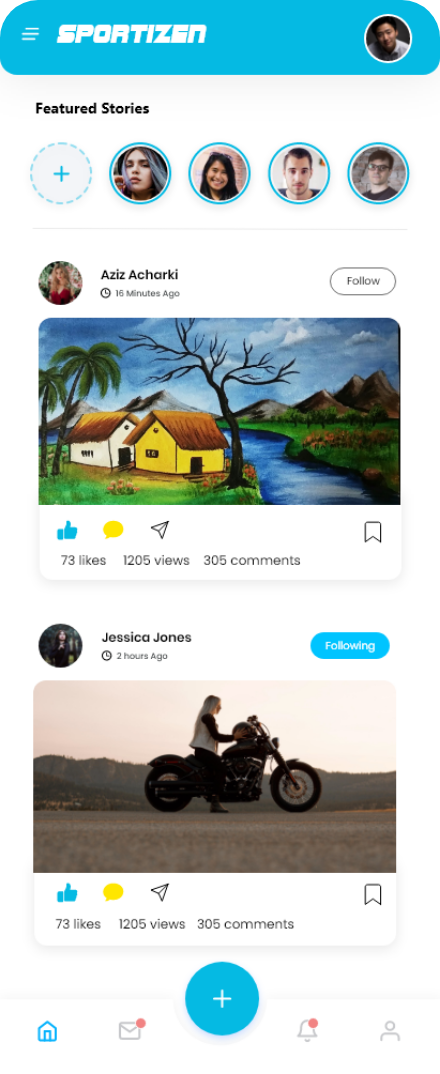 SPORTIZEN
Featured Stories
Aziz Acharki
16 Minutes Ago
Follow
73 likes 1205 views 305 comments
Jessica Jones
2 hours Ago
Following
73 likes 1205 views 305 comments